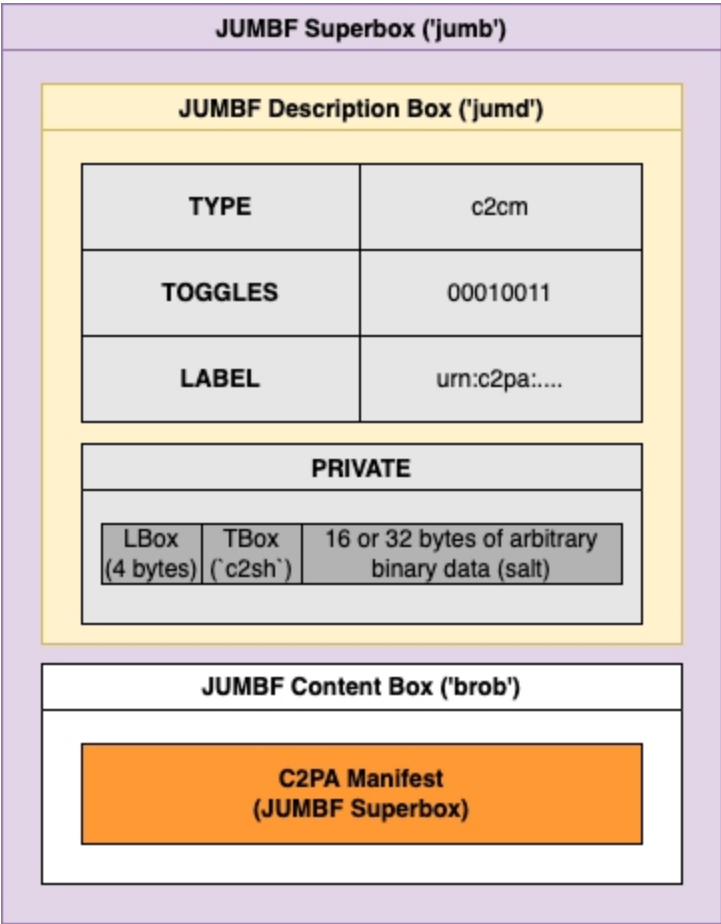 JUMBF Superbox ('jumb')
JUMBF Description Box ('jumd')
TYPE c2cm
TOGGLES 00010011
LABEL urn:c2pa:....
PRIVATE
LBox
(4 bytes)
TBox
(`c2sh`)
16 or 32 bytes of arbitrary
binary data (salt)
JUMBF Content Box ('brob')
C2PA Manifest
(JUMBF Superbox)